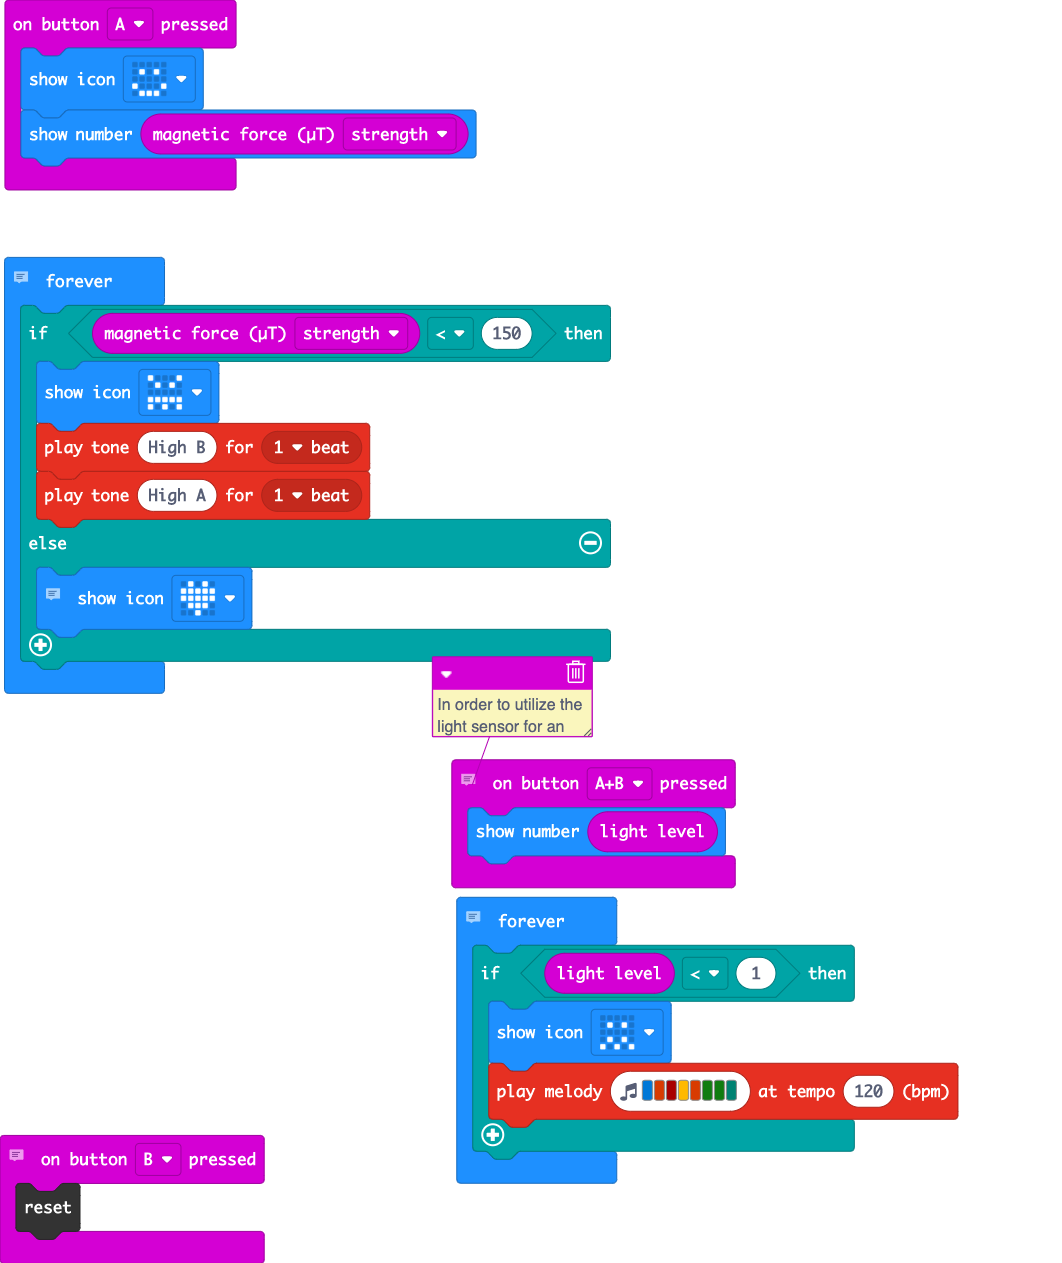 on button A pressed
show icon
show number magnetic force (µT) strength
forever
if magnetic force (µT) strength < 150 then
show icon
play tone High B for 1 beat
play tone High A for 1 beat
else
show icon
In order to utilize the
light sensor for an
on button A+B pressed
show number light level
forever
if light level < 1 then
show icon
play melody at tempo 120 (bpm)
on button B pressed
reset